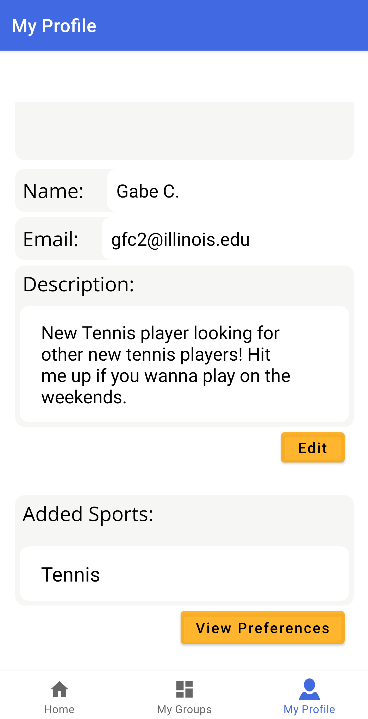 My Profile
Name: Gabe C.
Email: gfc2@illinois.edu
Description:
New Tennis player looking for
other new tennis players! Hit
me up if you wanna play on the
weekends.
Edit
Added Sports:
Tennis
View Preferences
Home My Groups My Profile